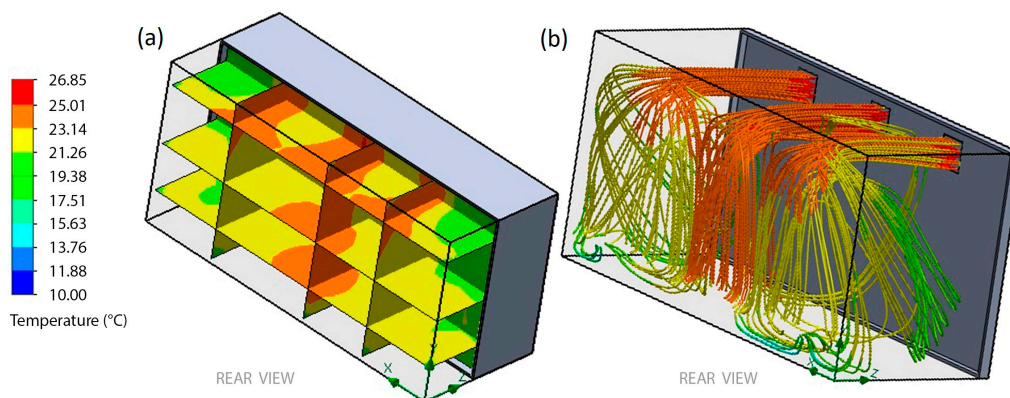 (a)
(b)
26.85
25.01
23.14
21.26
19.38
17.51
15.63
13.76
11.88
10.00
Temperature (°C)
X
Y
Z
X
Z
REAR VIEW
REAR VIEW